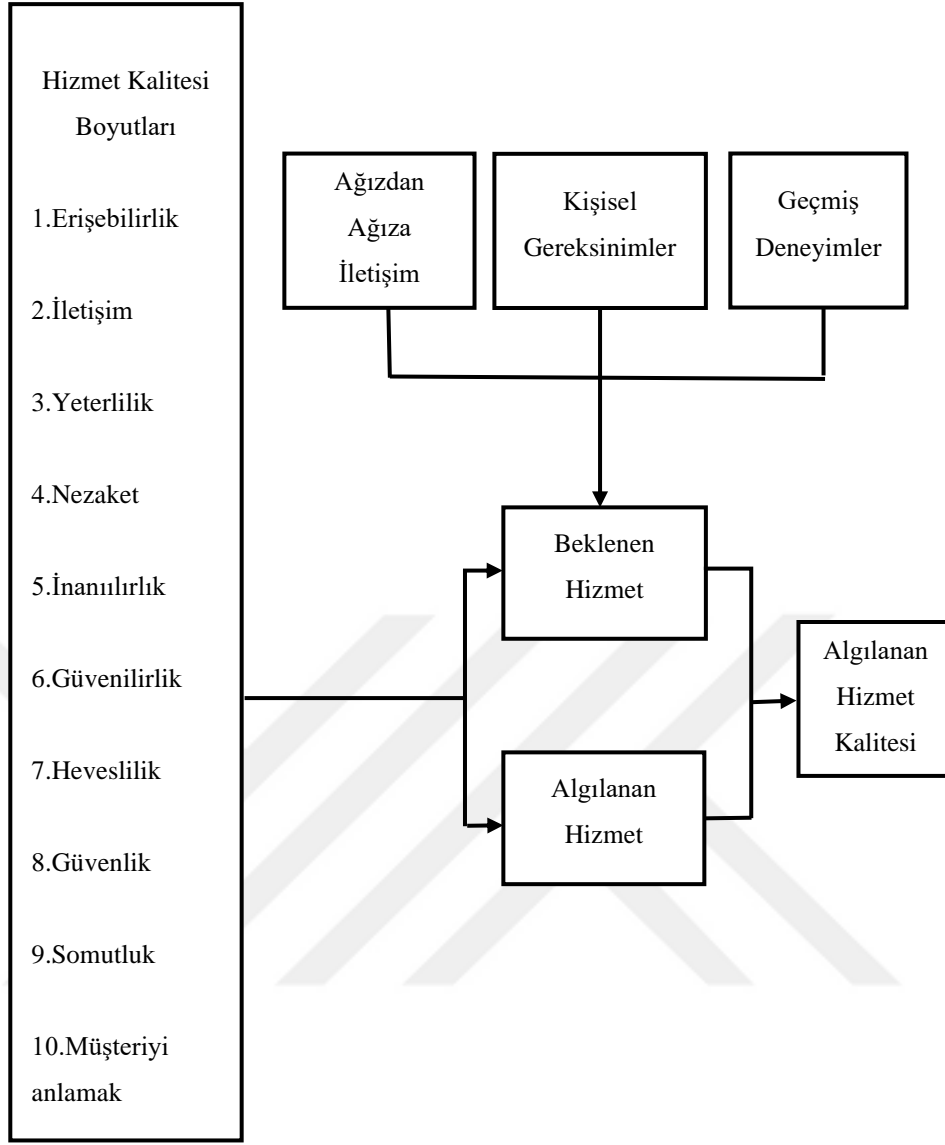 Hizmet Kalitesi
Boyutları
1.Erişebilirlik
2.İletişim
3.Yeterlilik
4.Nezaket
5.İnanıılırlık
6.Güvenilirlik
7.Heveslilik
8.Güvenlik
9.Somutluk
10.Müşteriyi
anlamak
Ağızdan
Ağıza
İletişim
Kişisel
Gereksinimler
Geçmiş
Deneyimler
Beklenen
Hizmet
Algılanan
Hizmet
Algılanan
Hizmet
Kalitesi